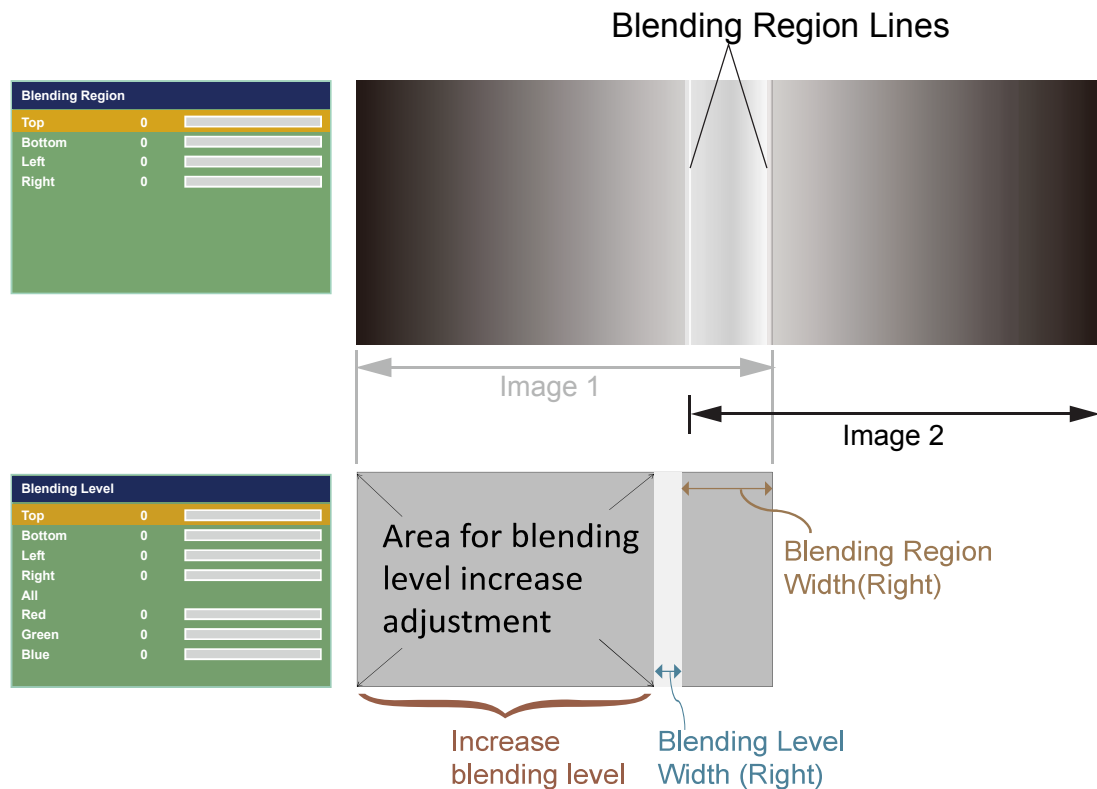 Blending Region Lines
Blending Region
Top 0
Bottom 0
Left 0
Right 0
Image 1
Image 2
Blending Level
Top 0
Bottom 0
Left 0
Right 0
All
Red 0
Green 0
Blue 0
Area for blending
level increase
adjustment
Blending Region
Width(Right)
Increase
blending level
Blending Level
Width (Right)